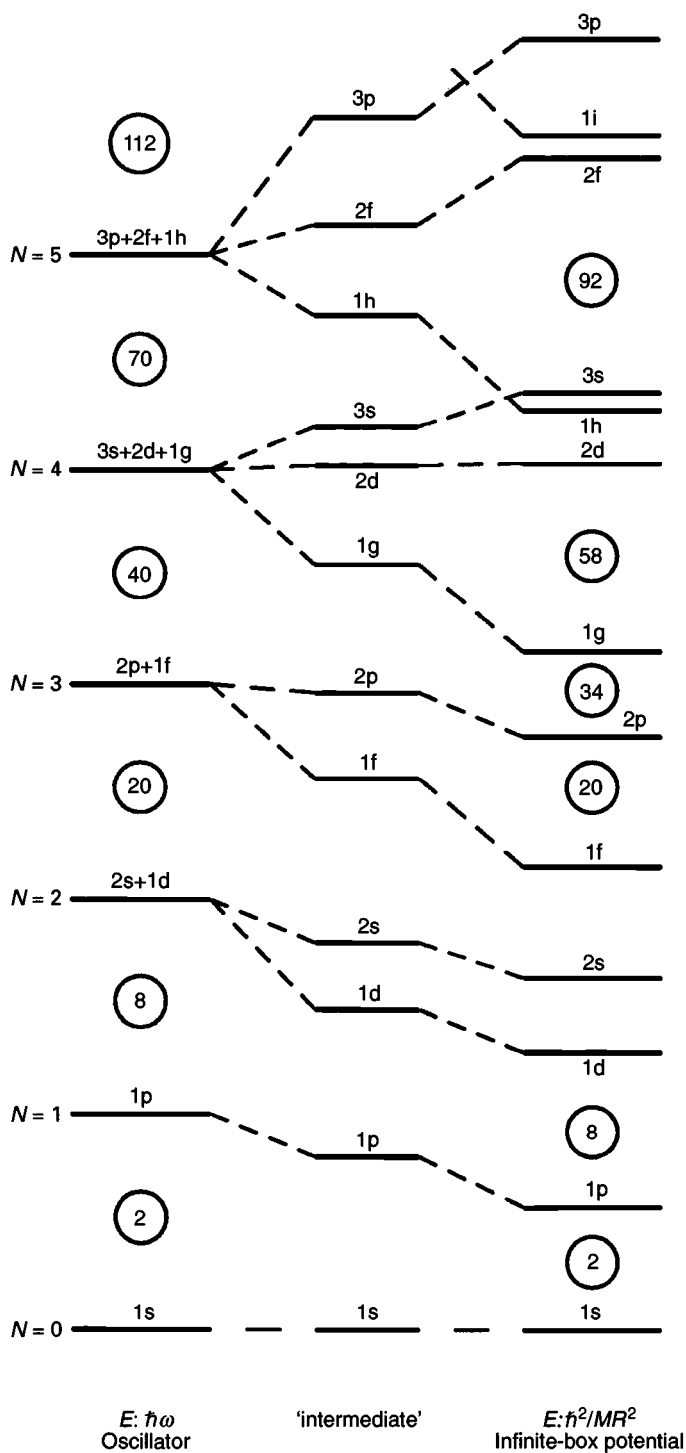 3p
3p
1i
112
2f
2f
3p+2f+1h
N = 5
92
1h
70
3s
3s
1h
3s+2d+1g
N = 4
2d
2d
1g
58
40
1g
2p+1f
2p
N = 3
34
2p
1f
20
20
1f
2s+1d
N = 2
2s
2s
8
1d
1d
1p
N = 1
8
1p
1p
2
2
1s
1s
1s
N = 0
E: ħω
'intermediate'
E:ħ²/MR²
Oscillator
Infinite-box potential